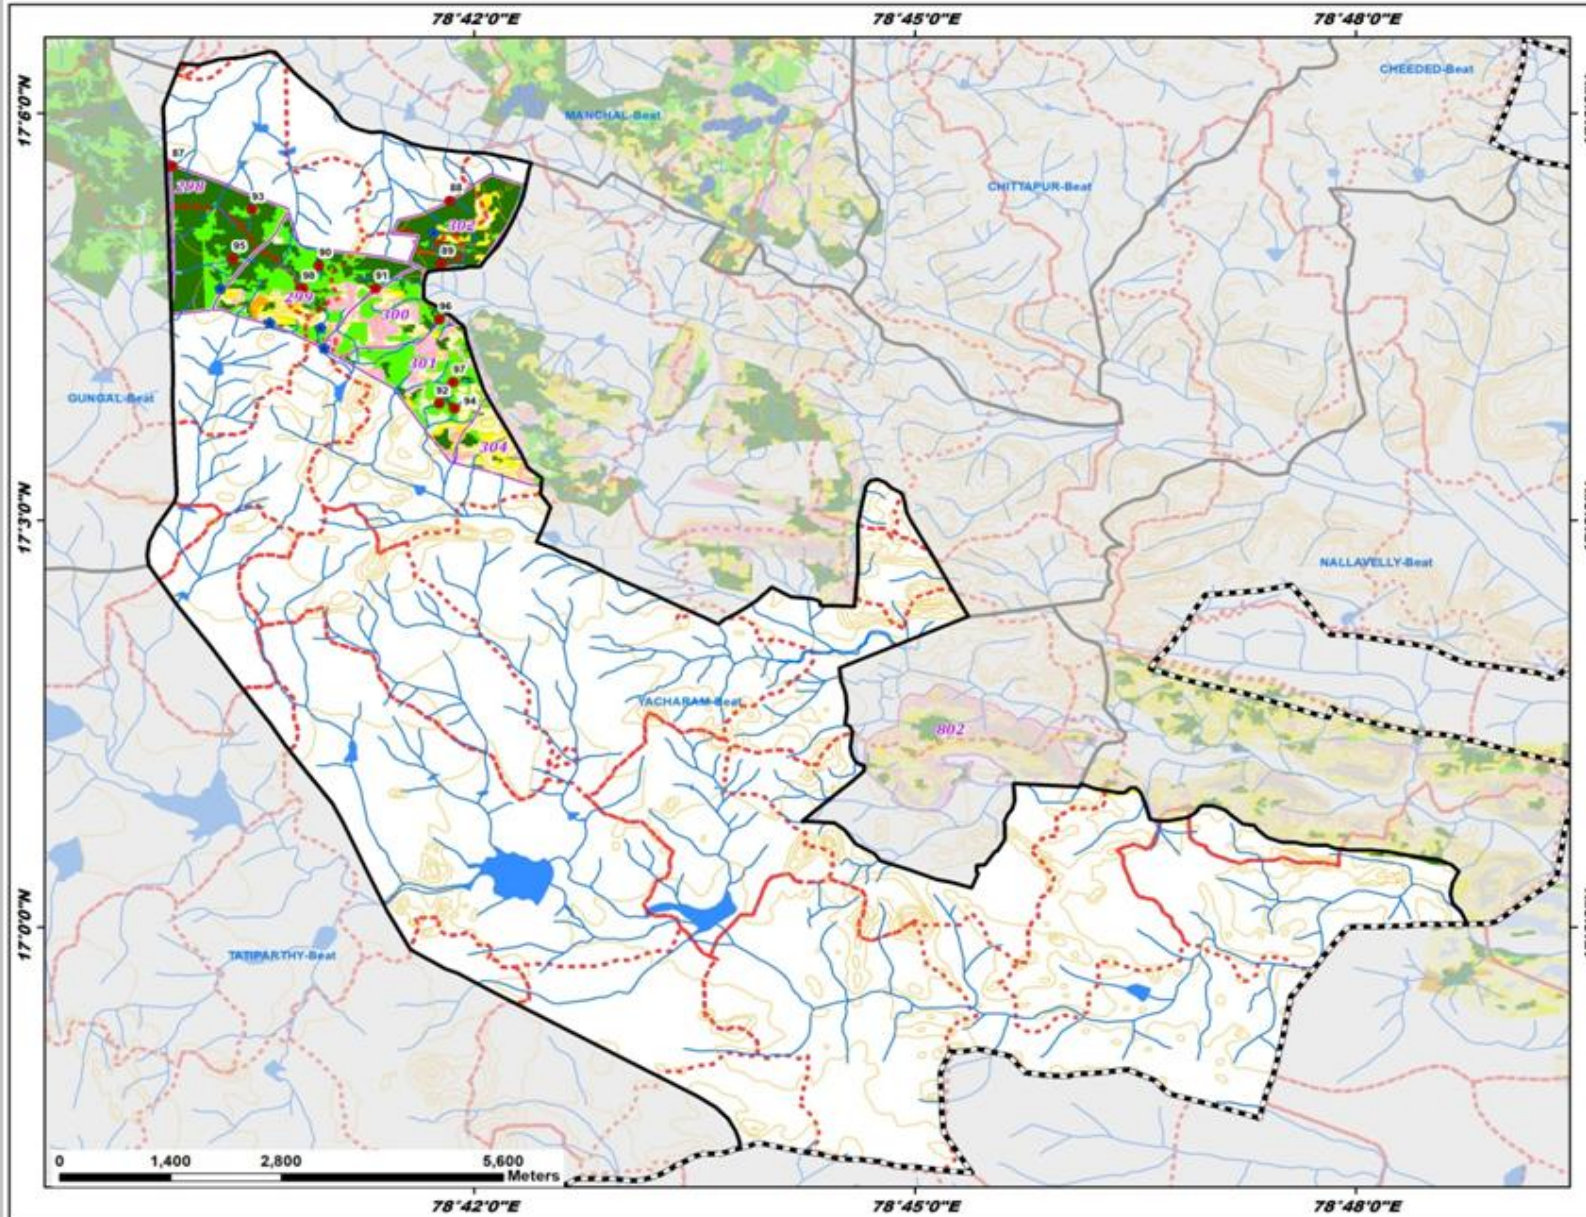 78°42'0"E 78°45'0"E 78°48'0"E
CHEEDED-Beat
17°6'0"N
MANCHAL-Beat
87
298
CHITTAPUR-Beat
88
93
302
95
90
89
98
91
299
96
300
301
97
GUNGAL-Beat
92
94
304
17°3'0"N
NALLAVELLY-Beat
YACHARAM-Beat
802
17°0'0"N
TATIPARTHY-Beat
0 1,400 2,800 5,600
Meters
78°42'0"E 78°45'0"E 78°48'0"E